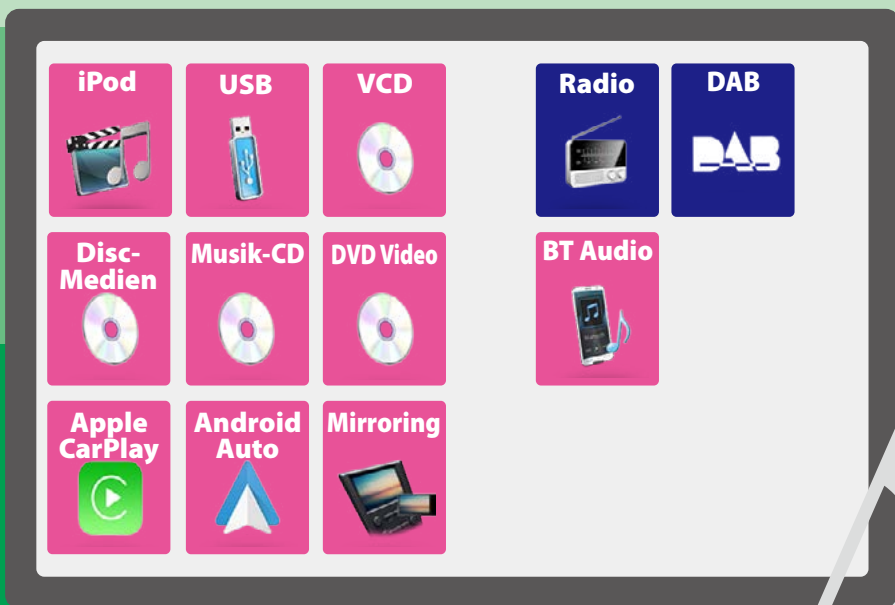 iPod
USB
VCD
Radio
DAB
DAB
Disc-
Medien
Musik-CD
DVD Video
BT Audio
Apple
CarPlay
Android
Auto
Mirroring